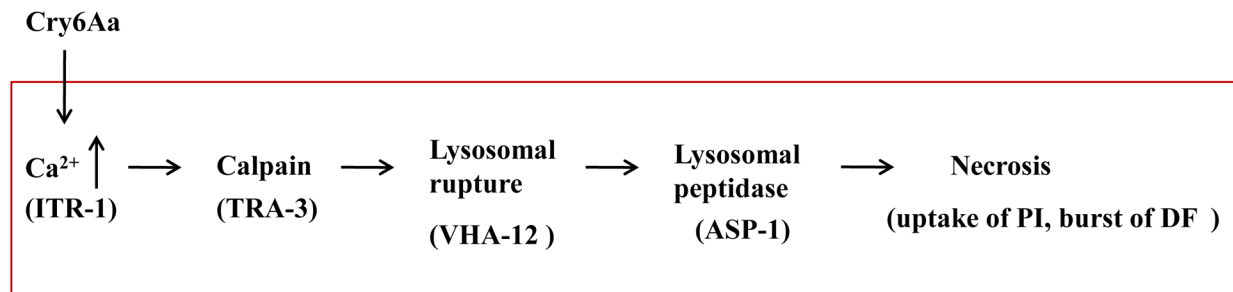 Cry6Aa
Ca²⁺
(ITR-1)
Calpain
(TRA-3)
Lysosomal
rupture
(VHA-12 )
Lysosomal
peptidase
(ASP-1)
Necrosis
(uptake of PI, burst of DF )